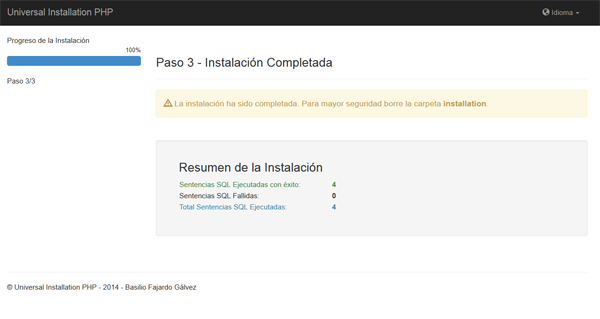 Universal Installation PHP
Idioma
Progreso de la Instalación
100%
Paso 3/3
Paso 3 - Instalación Completada
La instalación ha sido completada. Para mayor seguridad borre la carpeta installation.
Resumen de la Instalación
Sentencias SQL Ejecutadas con éxito: 4
Sentencias SQL Fallidas: 0
Total Sentencias SQL Ejecutadas: 4
© Universal Installation PHP - 2014 - Basilio Fajardo Gálvez